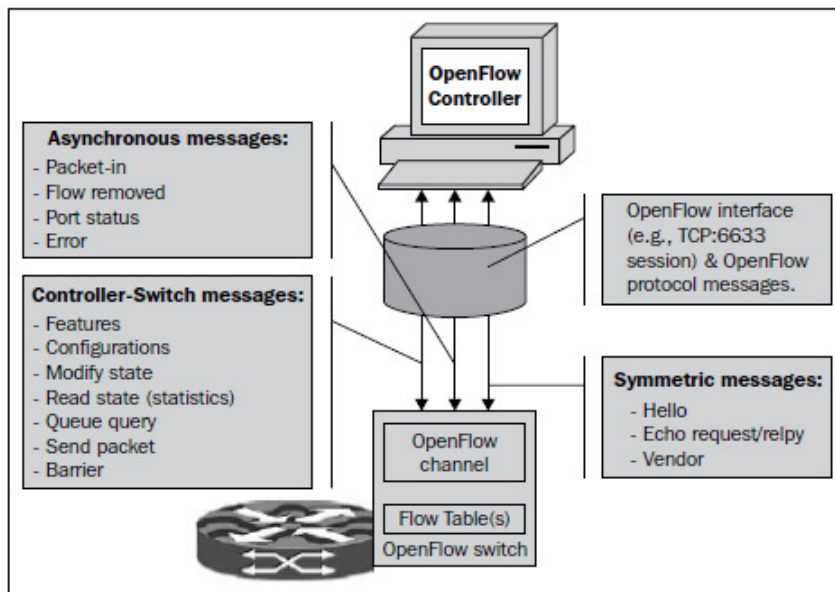 OpenFlow
Controller
Asynchronous messages:
- Packet-in
- Flow removed
- Port status
- Error
OpenFlow interface
(e.g., TCP:6633
session) & OpenFlow
protocol messages.
Controller-Switch messages:
- Features
- Configurations
- Modify state
- Read state (statistics)
- Queue query
- Send packet
- Barrier
Symmetric messages:
- Hello
- Echo request/relpy
- Vendor
OpenFlow
channel
Flow Table(s)
OpenFlow switch